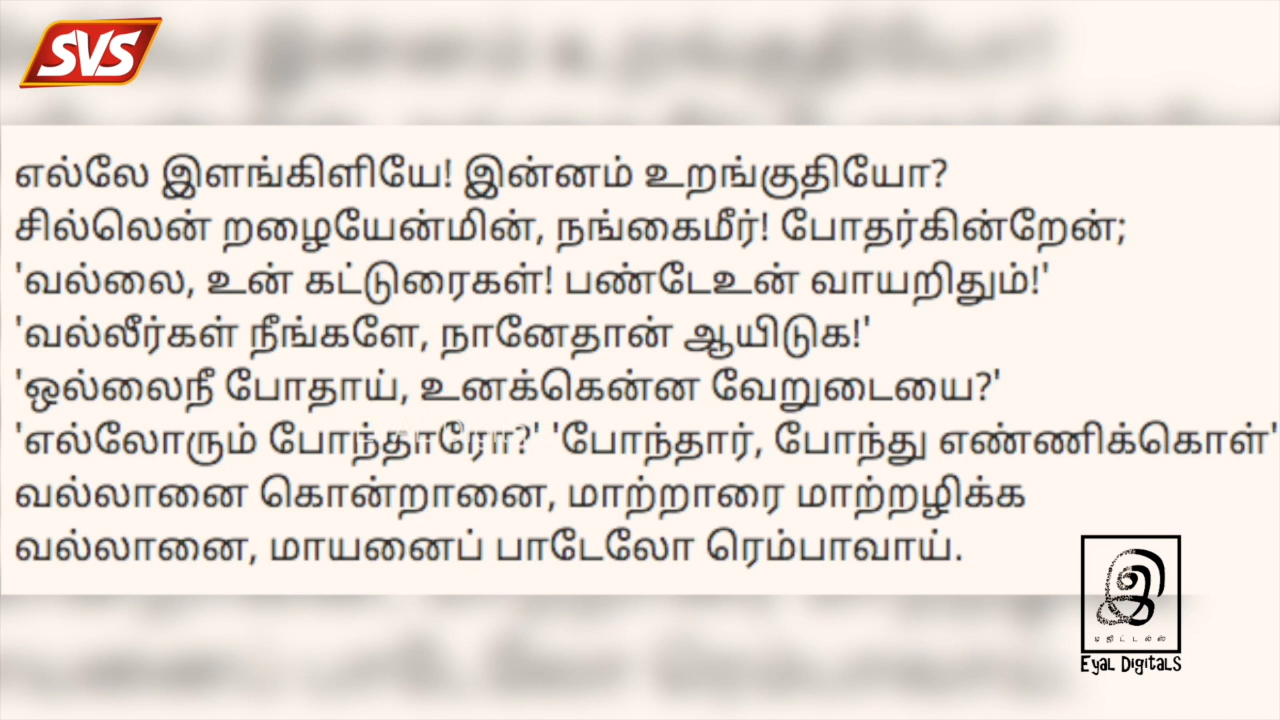 SVS
எல்லே இளங்கிளியே! இன்னம் உறங்குதியோ?
சில்லென் றழையேன்மின், நங்கைமீர்! போதர்கின்றேன்;
'வல்லை, உன் கட்டுரைகள்! பண்டேஉன் வாயறிதும்!'
'வல்லீர்கள் நீங்களே, நானேதான் ஆயிடுக!'
'ஒல்லைநீ போதாய், உனக்கென்ன வேறுடையை?'
'எல்லோரும் போந்தாரோ?' 'போந்தார், போந்து எண்ணிக்கொள்'
வல்லானை கொன்றானை, மாற்றாரை மாற்றழிக்க
வல்லானை, மாயனைப் பாடேலோ ரெம்பாவாய்.
இ
டிஜிட்டல்ஸ்
Eyal Digitals